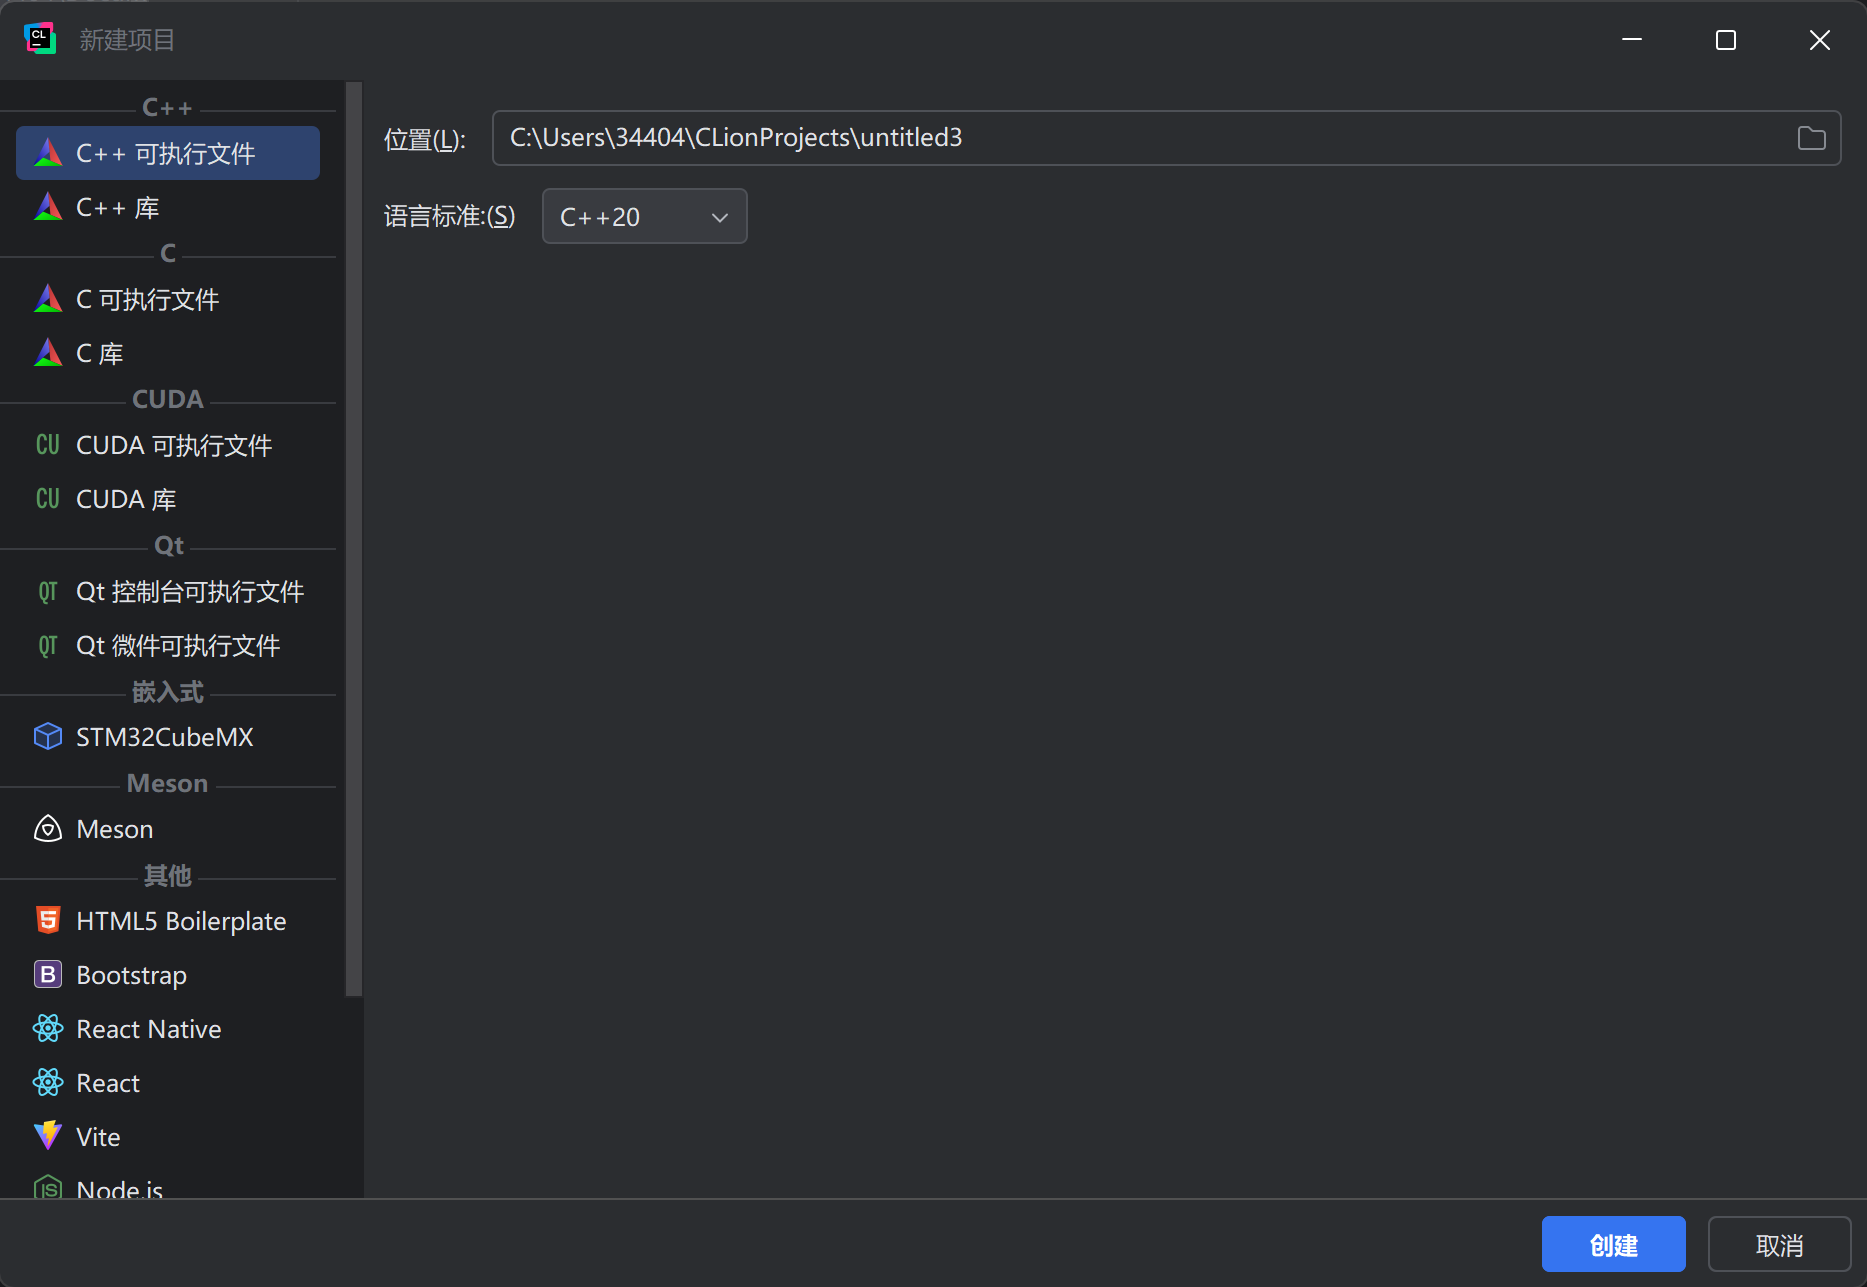 CL
新建项目
C++
C++ 可执行文件
C++ 库
C
C 可执行文件
C 库
CUDA
CU CUDA 可执行文件
CU CUDA 库
Qt
QT Qt 控制台可执行文件
QT Qt 微件可执行文件
嵌入式
STM32CubeMX
Meson
Meson
其他
5 HTML5 Boilerplate
B Bootstrap
React Native
React
Vite
JS Node.js
位置(L): C:\Users\34404\CLionProjects\untitled3
语言标准:(S) C++20
创建 取消